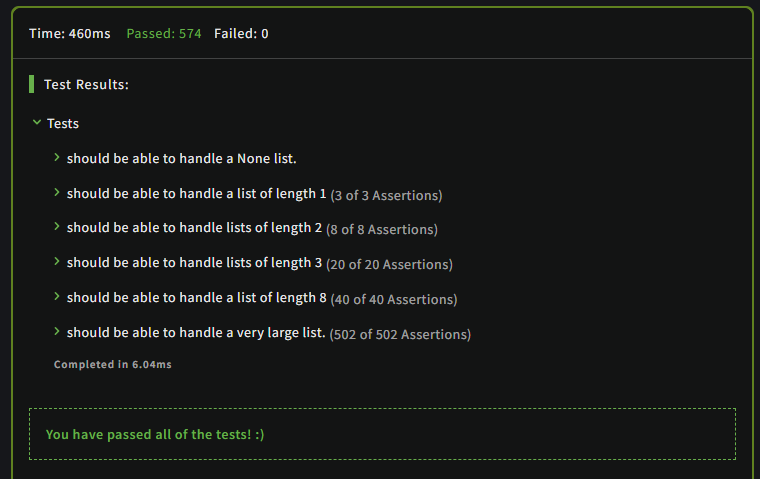 Time: 460ms Passed: 574 Failed: 0
Test Results:
Tests
should be able to handle a None list.
should be able to handle a list of length 1 (3 of 3 Assertions)
should be able to handle lists of length 2 (8 of 8 Assertions)
should be able to handle lists of length 3 (20 of 20 Assertions)
should be able to handle a list of length 8 (40 of 40 Assertions)
should be able to handle a very large list. (502 of 502 Assertions)
Completed in 6.04ms
You have passed all of the tests! :)